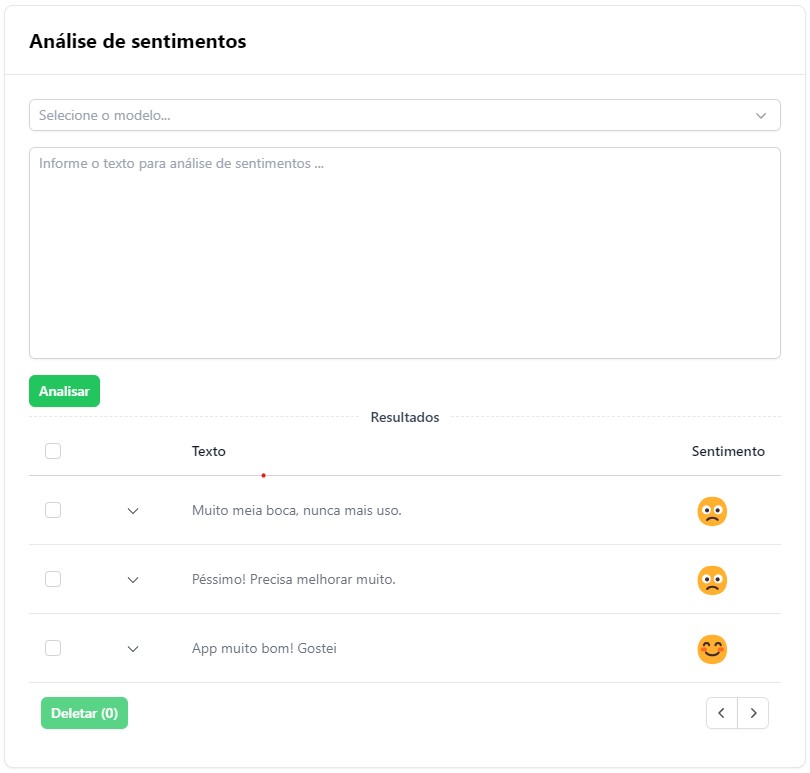 Análise de sentimentos
Selecione o modelo...
Informe o texto para análise de sentimentos ...
Analisar
Resultados
Texto Sentimento
Muito meia boca, nunca mais uso.
Péssimo! Precisa melhorar muito.
App muito bom! Gostei
Deletar (0)